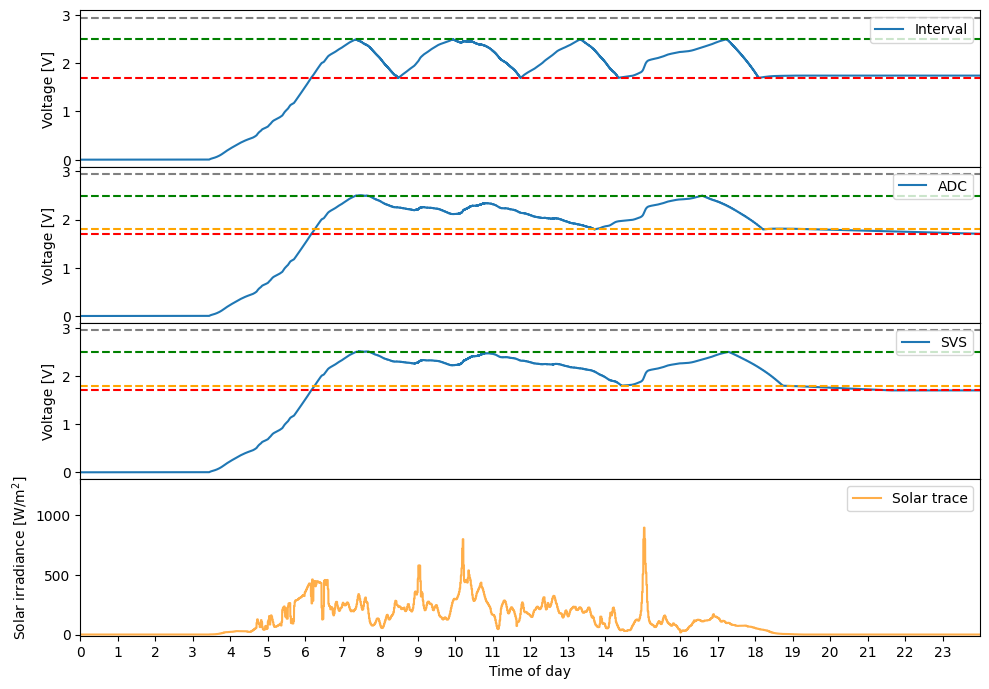 3
2
1
0
Voltage [V]
Interval
3
2
1
0
Voltage [V]
ADC
3
2
1
0
Voltage [V]
SVS
1000
500
0
Solar irradiance [W/m²]
Solar trace
0 1 2 3 4 5 6 7 8 9 10 11 12 13 14 15 16 17 18 19 20 21 22 23
Time of day